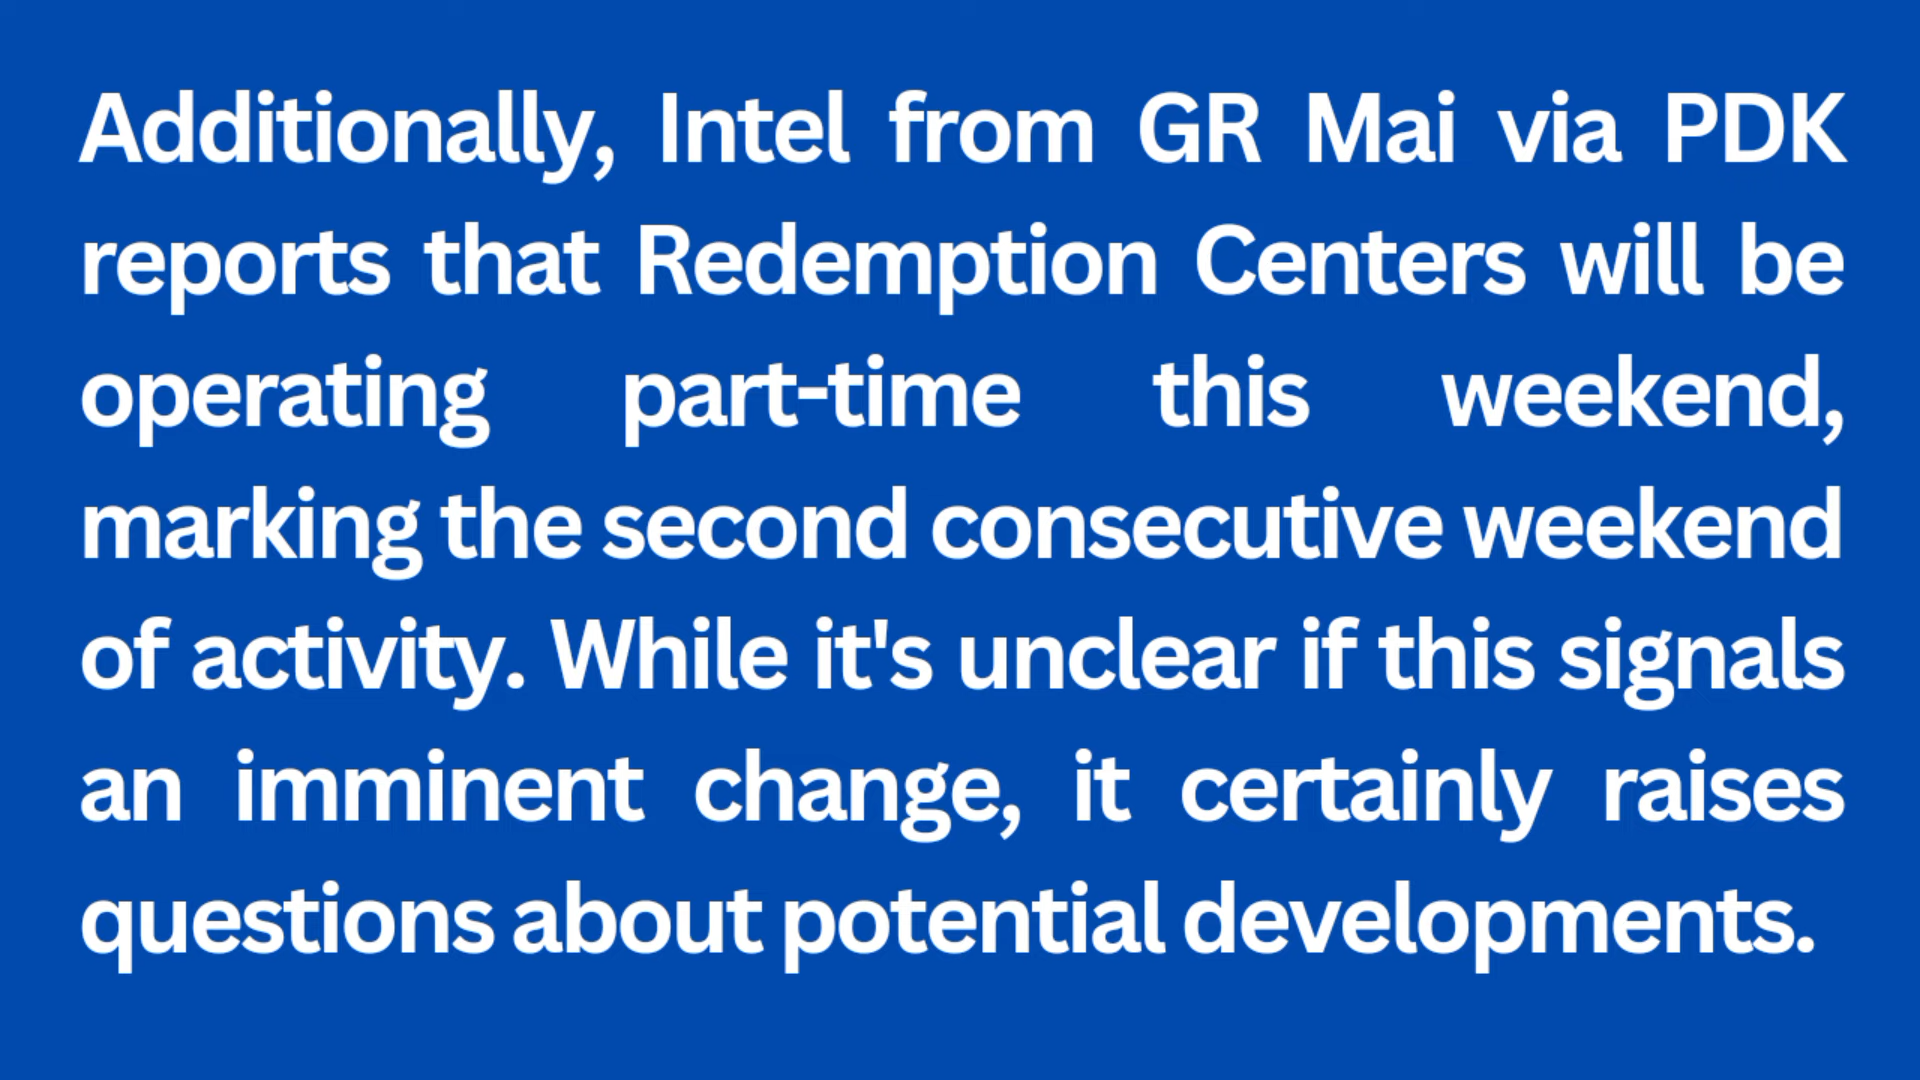 Additionally, Intel from GR Mai via PDK
reports that Redemption Centers will be
operating part-time this weekend,
marking the second consecutive weekend
of activity. While it's unclear if this signals
an imminent change, it certainly raises
questions about potential developments.